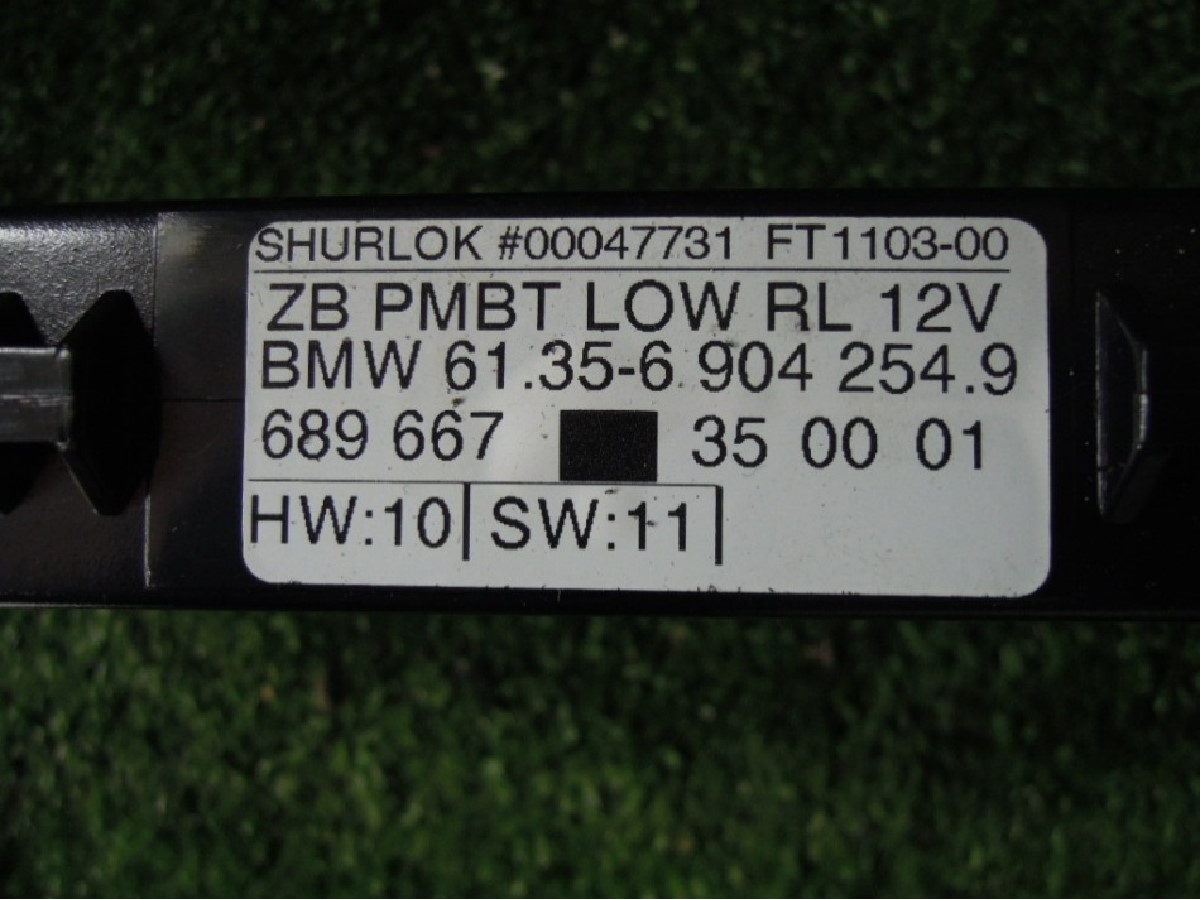 SHURLOK #00047731 FT1103-00
ZB PMBT LOW RL 12V
BMW 61.35-6 904 254.9
689 667 35 00 01
HW:10 SW:11